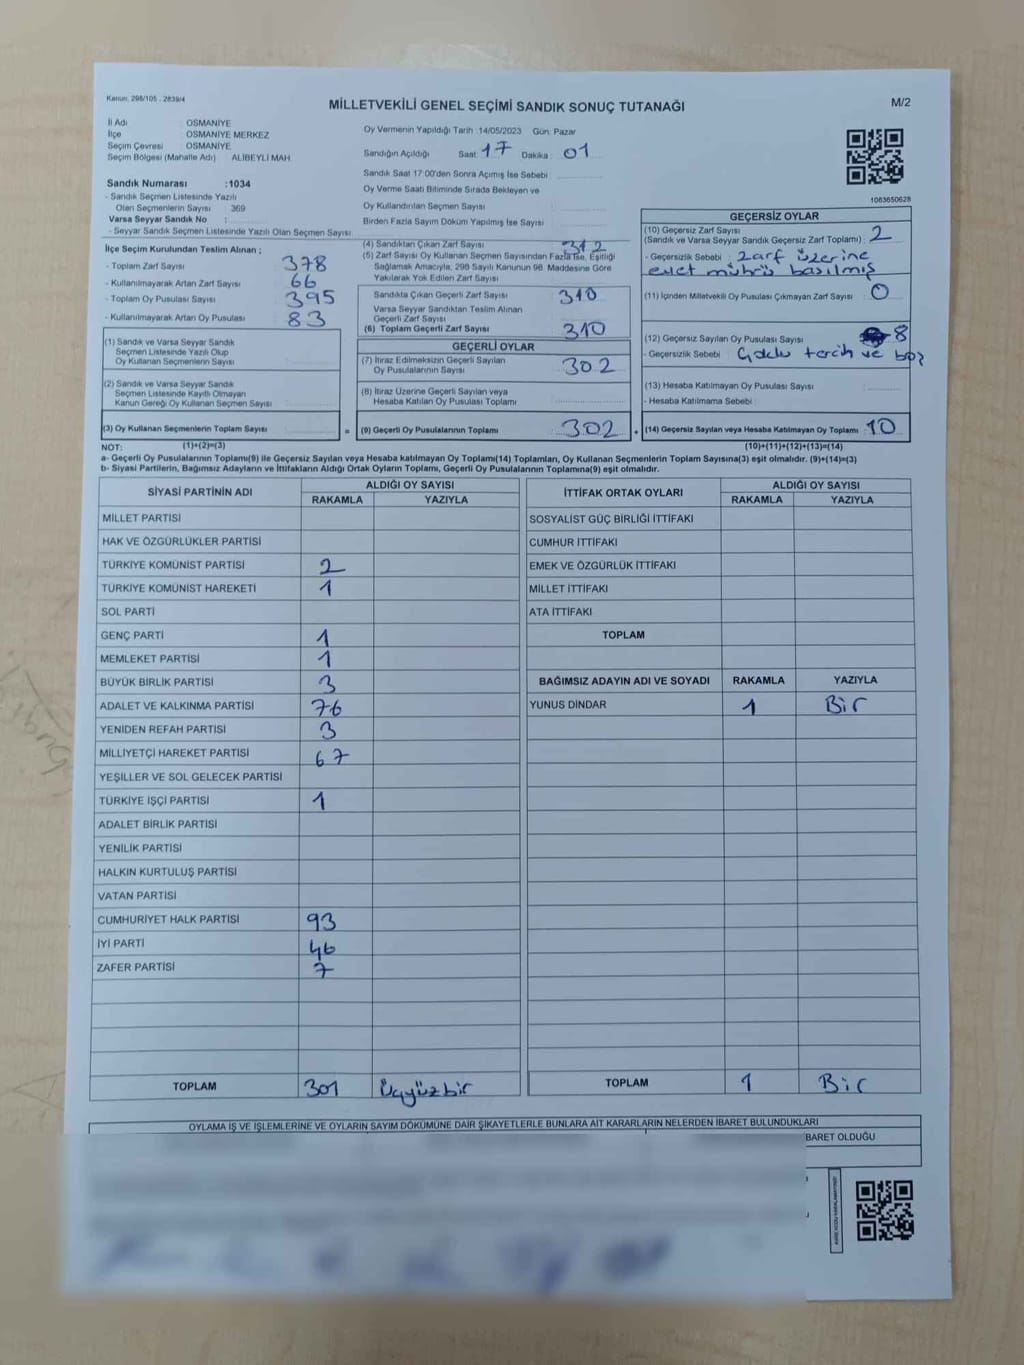 Kanun, 298/105 - 2839/4
MİLLETVEKİLİ GENEL SEÇİMİ SANDIK SONUÇ TUTANAĞI
M/2
İl Adı : OSMANİYE
İlçe : OSMANİYE MERKEZ
Seçim Çevresi : OSMANİYE
Seçim Bölgesi (Mahalle Adı) : ALİBEYLİ MAH.
Oy Vermenin Yapıldığı Tarih :14/05/2023 Gün: Pazar
Sandığın Açıldığı Saat: 17 Dakika : 01
Sandık Saat 17:00'den Sonra Açımış İse Sebebi
Oy Verme Saati Bitiminde Sırada Bekleyen ve
Oy Kullandırılan Seçmen Sayısı :
Birden Fazla Sayım Döküm Yapılmış İse Sayısı
1083650628
Sandık Numarası :1034
- Sandık Seçmen Listesinde Yazılı
Olan Seçmenlerin Sayısı : 369
Varsa Seyyar Sandık No :
- Seyyar Sandık Seçmen Listesinde Yazılı Olan Seçmen Sayısı:
İlçe Seçim Kurulundan Teslim Alınan ;
- Toplam Zarf Sayısı 378
- Kullanılmayarak Artan Zarf Sayısı 66
- Toplam Oy Pusulası Sayısı 395
- Kullanılmayarak Artan Oy Pusulası : 83
(1) Sandık ve Varsa Seyyar Sandık
Seçmen Listesinde Yazılı Olup
Oy Kullanan Seçmenlerin Sayısı
(2) Sandık ve Varsa Seyyar Sandık
Seçmen Listesinde Kayıtlı Olmayan
Kanun Gereği Oy Kullanan Seçmen Sayısı
(3) Oy Kullanan Seçmenlerin Toplam Sayısı
(4) Sandıktan Çıkan Zarf Sayısı 312
(5) Zarf Sayısı Oy Kullanan Seçmen Sayısından Fazla İse, Eşitliği
Sağlamak Amacıyla, 298 Sayılı Kanunun 98. Maddesine Göre
Yakılarak Yok Edilen Zarf Sayısı
Sandıkta Çıkan Geçerli Zarf Sayısı 310
Varsa Seyyar Sandıktan Teslim Alınan
Geçerli Zarf Sayısı
(6) Toplam Geçerli Zarf Sayısı 310
GEÇERLİ OYLAR
(7) İtiraz Edilmeksizin Geçerli Sayılan
Oy Pusulalarının Sayısı 302
(8) İtiraz Üzerine Geçerli Sayılan veya
Hesaba Katılan Oy Pusulası Toplamı
= (9) Geçerli Oy Pusulalarının Toplamı 302
GEÇERSİZ OYLAR
(10) Geçersiz Zarf Sayısı
(Sandık ve Varsa Seyyar Sandık Geçersiz Zarf Toplamı) : 2
- Geçersizlik Sebebi : Zarf üzerine
evet mührü basılmış
(11) İçinden Milletvekili Oy Pusulası Çıkmayan Zarf Sayısı : 0
(12) Geçersiz Sayılan Oy Pusulası Sayısı 8
- Geçersizlik Sebebi : Çoklu tercih ve boş
(13) Hesaba Katılmayan Oy Pusulası Sayısı
- Hesaba Katılmama Sebebi :
+ (14) Geçersiz Sayılan veya Hesaba Katılmayan Oy Toplamı 10
NOT: (1)+(2)=(3)
(10)+(11)+(12)+(13)=(14)
a- Geçerli Oy Pusulalarının Toplamı(9) ile Geçersiz Sayılan veya Hesaba katılmayan Oy Toplamı(14) Toplamları, Oy Kullanan Seçmenlerin Toplam Sayısına(3) eşit olmalıdır. (9)+(14)=(3)
b- Siyasi Partilerin, Bağımsız Adayların ve İttifakların Aldığı Ortak Oyların Toplamı, Geçerli Oy Pusulalarının Toplamına(9) eşit olmalıdır.
SİYASİ PARTİNİN ADI ALDIĞI OY SAYISI
RAKAMLA YAZIYLA
MİLLET PARTİSİ
HAK VE ÖZGÜRLÜKLER PARTİSİ
TÜRKİYE KOMÜNİST PARTİSİ 2
TÜRKİYE KOMÜNİST HAREKETİ 1
SOL PARTİ
GENÇ PARTİ 1
MEMLEKET PARTİSİ 1
BÜYÜK BİRLİK PARTİSİ 3
ADALET VE KALKINMA PARTİSİ 76
YENİDEN REFAH PARTİSİ 3
MİLLİYETÇİ HAREKET PARTİSİ 67
YEŞİLLER VE SOL GELECEK PARTİSİ
TÜRKİYE İŞÇİ PARTİSİ 1
ADALET BİRLİK PARTİSİ
YENİLİK PARTİSİ
HALKIN KURTULUŞ PARTİSİ
VATAN PARTİSİ
CUMHURİYET HALK PARTİSİ 93
İYİ PARTİ 46
ZAFER PARTİSİ 7
TOPLAM 301 Üçyüzbir
İTTİFAK ORTAK OYLARI ALDIĞI OY SAYISI
RAKAMLA YAZIYLA
SOSYALİST GÜÇ BİRLİĞİ İTTİFAKI
CUMHUR İTTİFAKI
EMEK VE ÖZGÜRLÜK İTTİFAKI
MİLLET İTTİFAKI
ATA İTTİFAKI
TOPLAM
BAĞIMSIZ ADAYIN ADI VE SOYADI RAKAMLA YAZIYLA
YUNUS DİNDAR 1 Bir
TOPLAM 1 Bir
OYLAMA İŞ VE İŞLEMLERİNE VE OYLARIN SAYIM DÖKÜMÜNE DAİR ŞİKAYETLERLE BUNLARA AİT KARARLARIN NELERDEN İBARET BULUNDUKLARI
BARET OLDUĞU